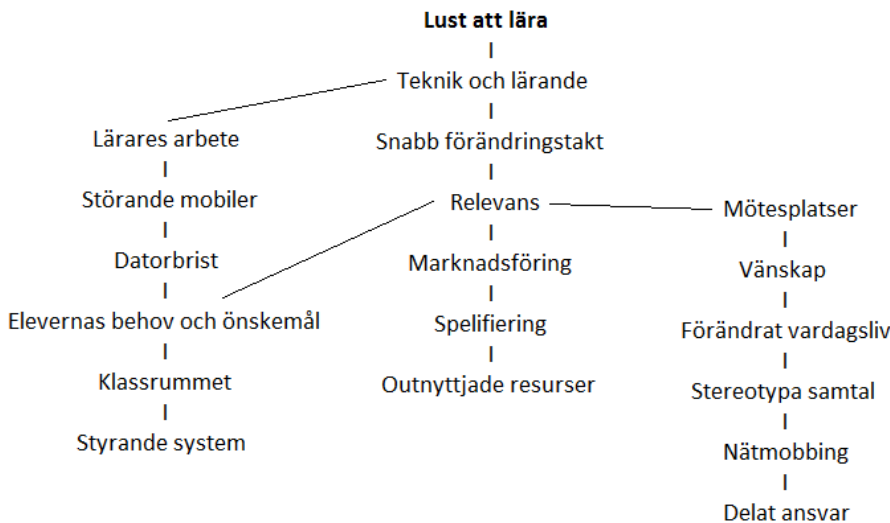 Lust att lära
Teknik och lärande
Lärares arbete
Snabb förändringstakt
Störande mobiler
Relevans
Mötesplatser
Datorbrist
Marknadsföring
Vänskap
Elevernas behov och önskemål
Spelifiering
Förändrat vardagsliv
Klassrummet
Outnyttjade resurser
Stereotypa samtal
Styrande system
Nätmobbing
Delat ansvar